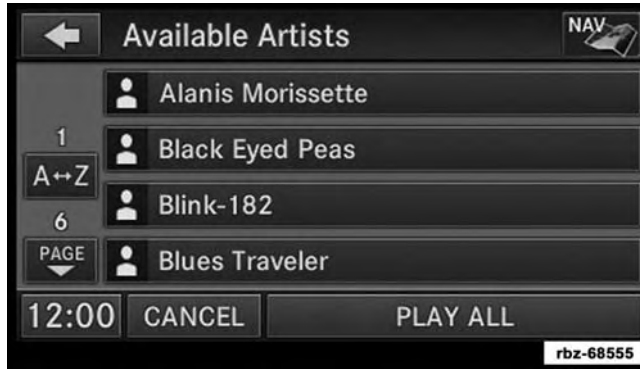 Available Artists
NAV
Alanis Morissette
1
Black Eyed Peas
A↔Z
Blink-182
6
PAGE
Blues Traveler
12:00 CANCEL PLAY ALL
rbz-68555